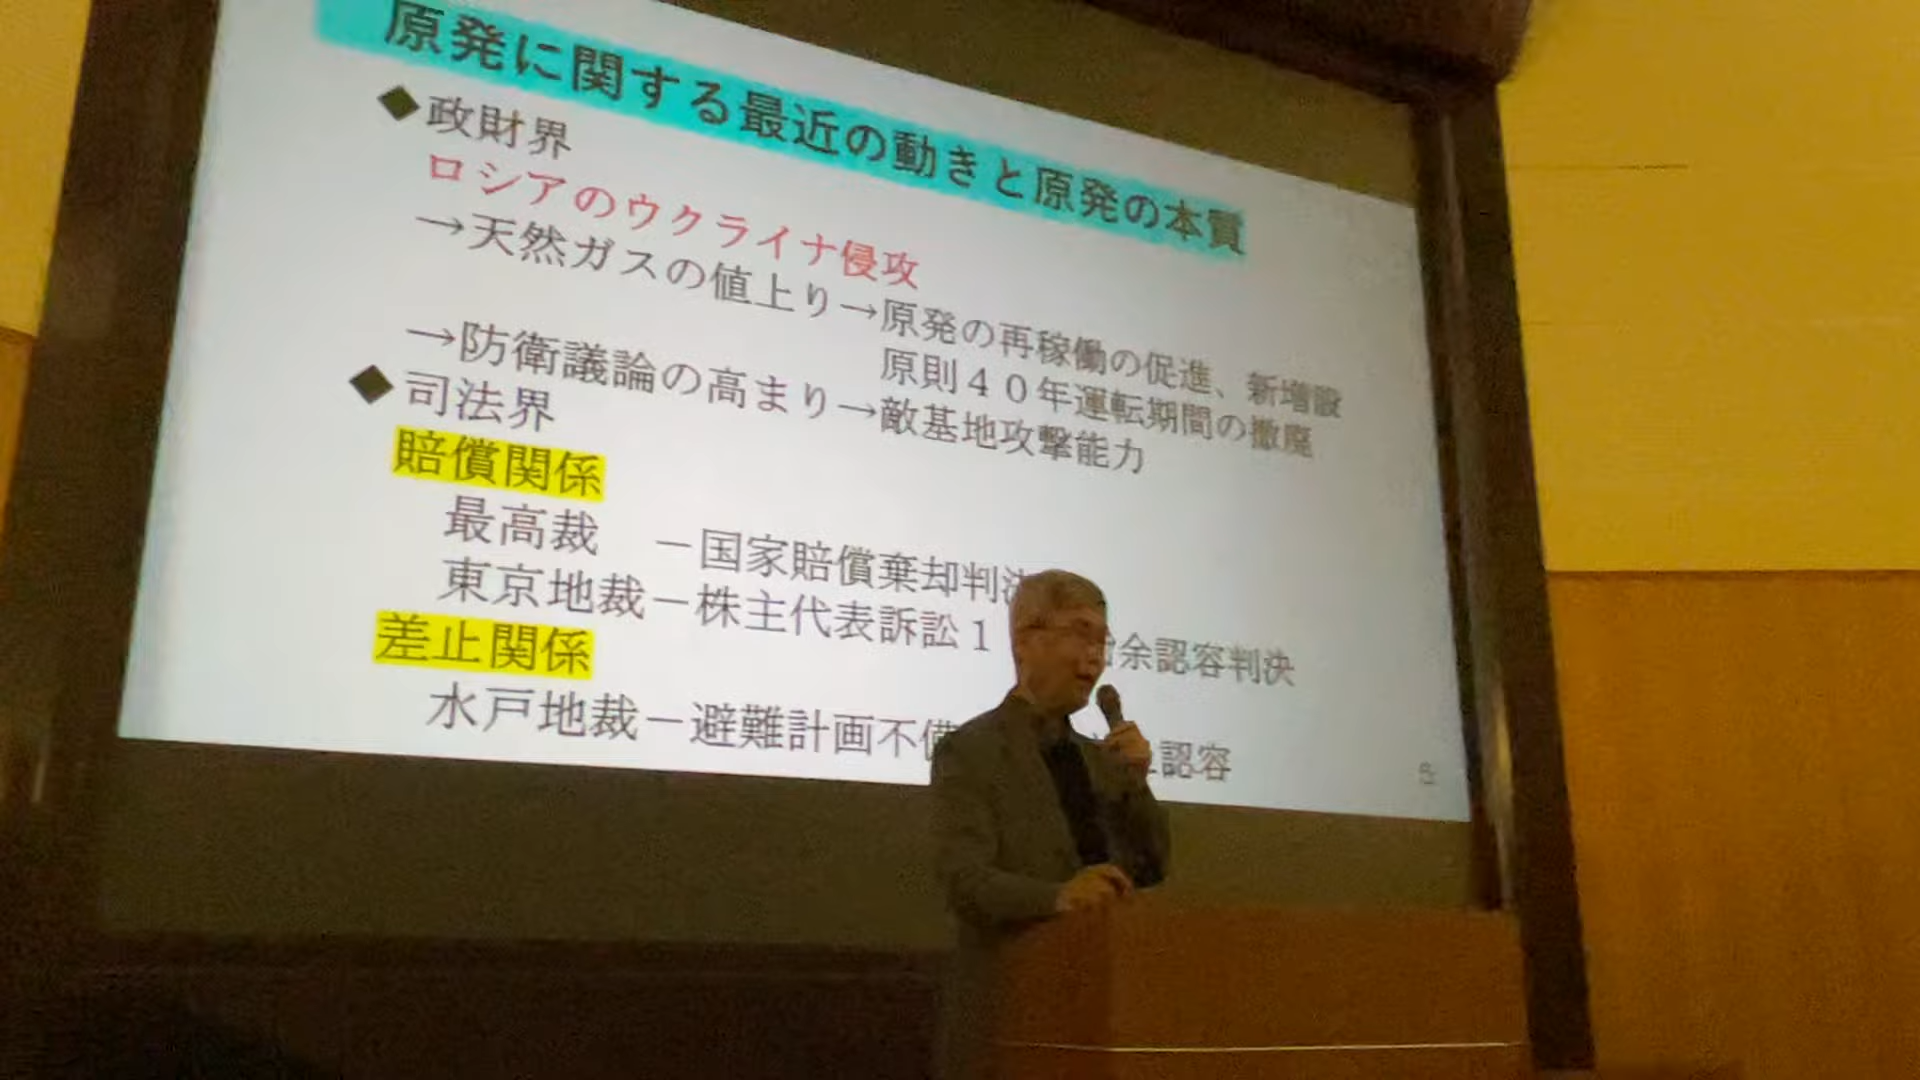 原発に関する最近の動きと原発の本質
◆政財界
ロシアのウクライナ侵攻
→天然ガスの値上り→原発の再稼働の促進、新増設
原則40年運転期間の撤廃
→防衛議論の高まり→敵基地攻撃能力
◆司法界
賠償関係
最高裁 －国家賠償棄却判決
東京地裁－株主代表訴訟1 余認容判決
差止関係
水戸地裁－避難計画不備 認容